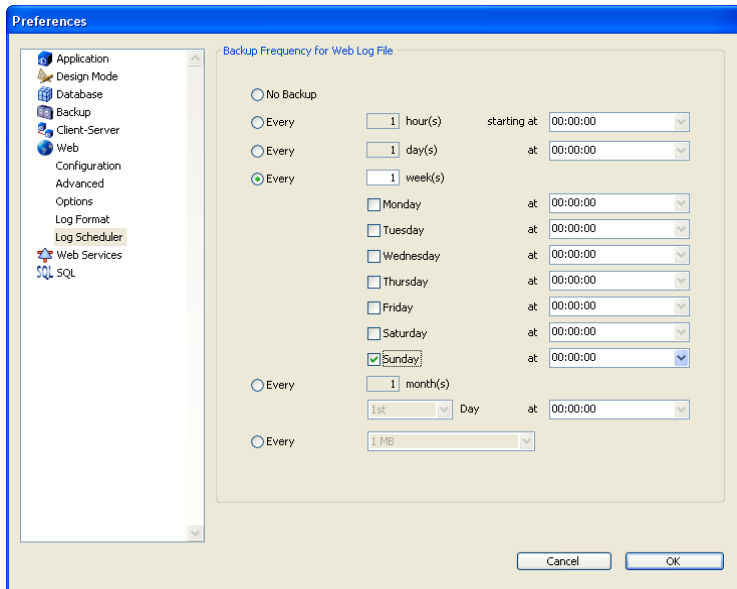 Preferences
Application
Design Mode
Database
Backup
Client-Server
Web
Configuration
Advanced
Options
Log Format
Log Scheduler
Web Services
SQL SQL
Backup Frequency for Web Log File
No Backup
Every 1 hour(s) starting at 00:00:00
Every 1 day(s) at 00:00:00
Every 1 week(s)
Monday at 00:00:00
Tuesday at 00:00:00
Wednesday at 00:00:00
Thursday at 00:00:00
Friday at 00:00:00
Saturday at 00:00:00
Sunday at 00:00:00
Every 1 month(s)
1st Day at 00:00:00
Every 1 MB
Cancel OK